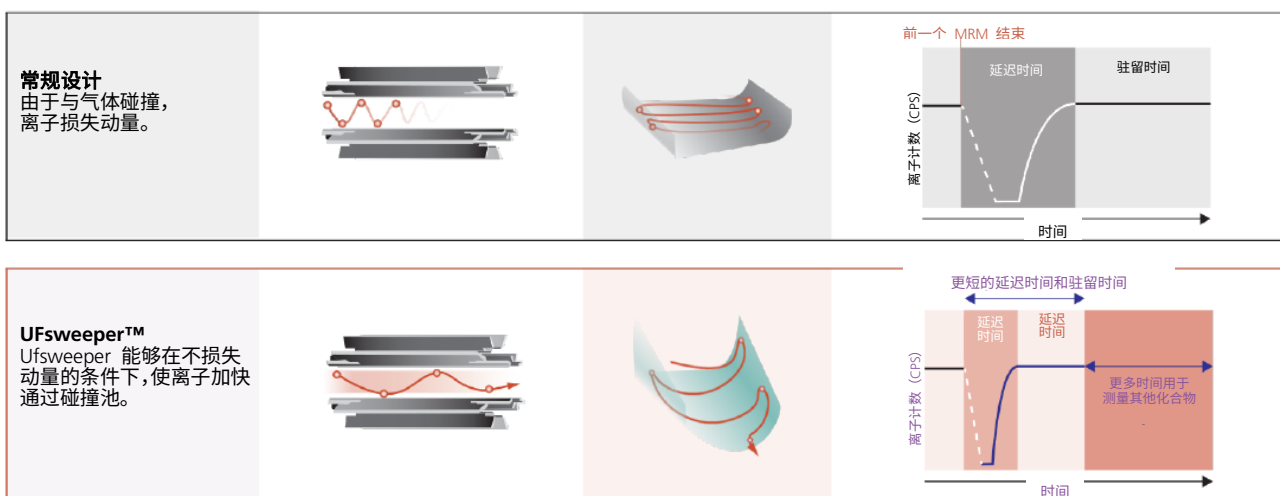 常规设计
由于与气体碰撞，
离子损失动量。
前一个 MRM 结束
延迟时间
驻留时间
离子计数 (CPS)
时间
UFsweeper™
Ufsweeper 能够在不损失
动量的条件下，使离子加快
通过碰撞池。
更短的延迟时间和驻留时间
延迟
时间
延迟
时间
更多时间用于
测量其他化合物
离子计数 (CPS)
时间